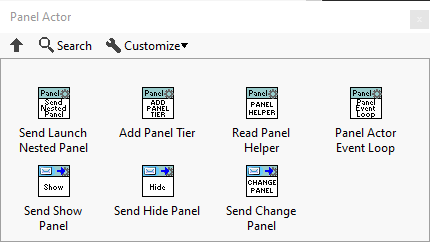 Panel Actor
x
Search
Customize
Panel
Send
Nested
Panel
Send Launch
Nested Panel
Panel
ADD
PANEL
TIER
Add Panel Tier
Panel
PANEL
HELPER
Read Panel
Helper
Panel
Panel
Event
Loop
Panel Actor
Event Loop
Show
Send Show
Panel
Hide
Send Hide Panel
CHANGE
PANEL
Send Change
Panel